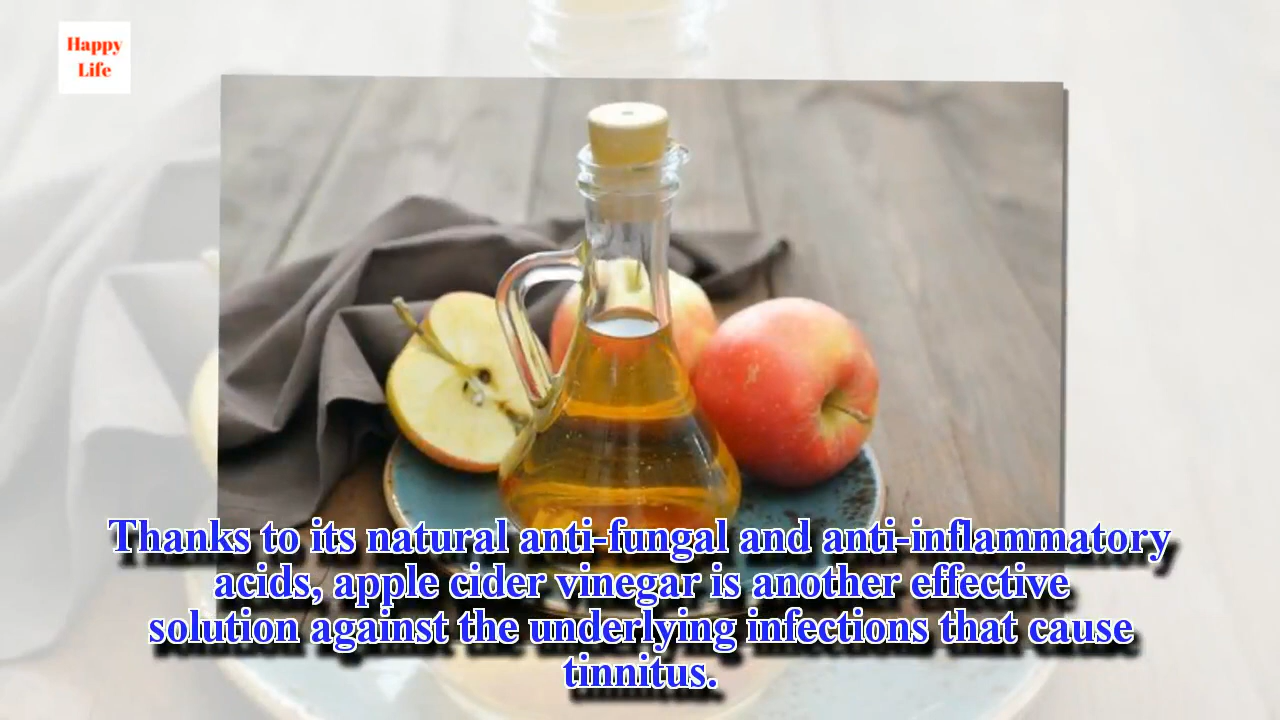 Happy
Life
Thanks to its natural anti-fungal and anti-inflammatory
acids, apple cider vinegar is another effective
solution against the underlying infections that cause
tinnitus.